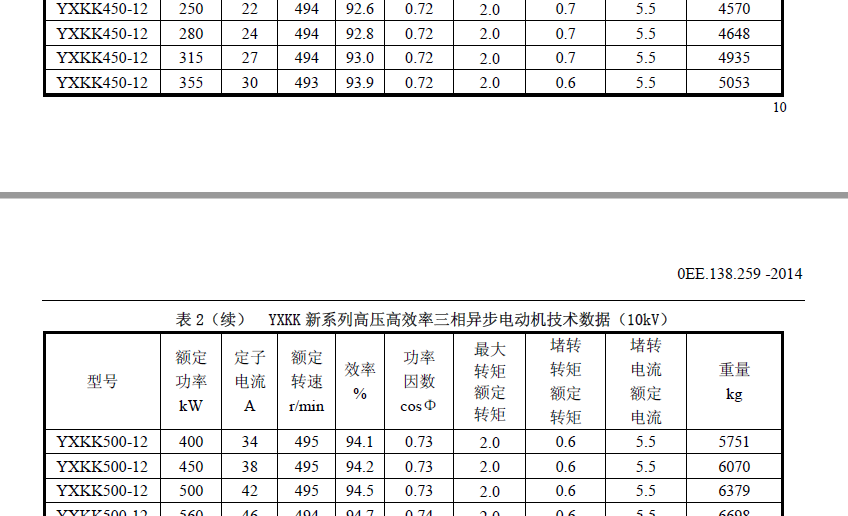 YXKK450-12 250 22 494 92.6 0.72 2.0 0.7 5.5 4570
YXKK450-12 280 24 494 92.8 0.72 2.0 0.7 5.5 4648
YXKK450-12 315 27 494 93.0 0.72 2.0 0.7 5.5 4935
YXKK450-12 355 30 493 93.9 0.72 2.0 0.6 5.5 5053
10
0EE.138.259 -2014
表 2（续） YXKK 新系列高压高效率三相异步电动机技术数据（10kV）
型号
额定
功率
kW
定子
电流
A
额定
转速
r/min
效率
%
功率
因数
cosΦ
最大
转矩
额定
转矩
堵转
转矩
额定
转矩
堵转
电流
额定
电流
重量
kg
YXKK500-12 400 34 495 94.1 0.73 2.0 0.6 5.5 5751
YXKK500-12 450 38 495 94.2 0.73 2.0 0.6 5.5 6070
YXKK500-12 500 42 495 94.5 0.73 2.0 0.6 5.5 6379
YXKK500-12 560 46 494 94.7 0.74 2.0 0.6 5.5 6698